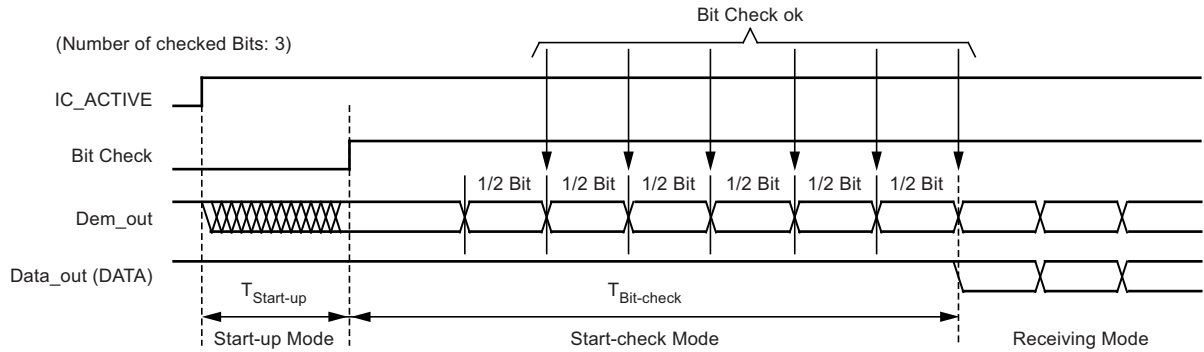 Bit Check ok
(Number of checked Bits: 3)
IC_ACTIVE
Bit Check
1/2 Bit 1/2 Bit 1/2 Bit 1/2 Bit 1/2 Bit 1/2 Bit
Dem_out
Data_out (DATA)
TStart-up TBit-check
Start-up Mode Start-check Mode Receiving Mode